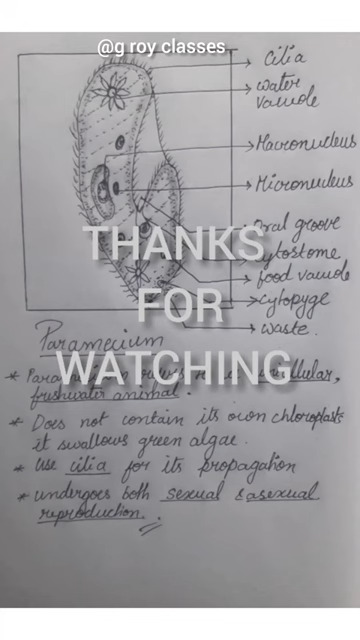 @g roy classes
Cilia
water
vacuole
Macronucleus
Micronucleus
Oral groove
cytostome
food vacuole
cytopyge
waste.
THANKS
FOR
WATCHING
Paramecium
freshwater animal.
* Does not contain its own chloroplasts
it swallows green algae.
* use cilia for its propagation
* undergoes both sexual & asexual
reproduction.